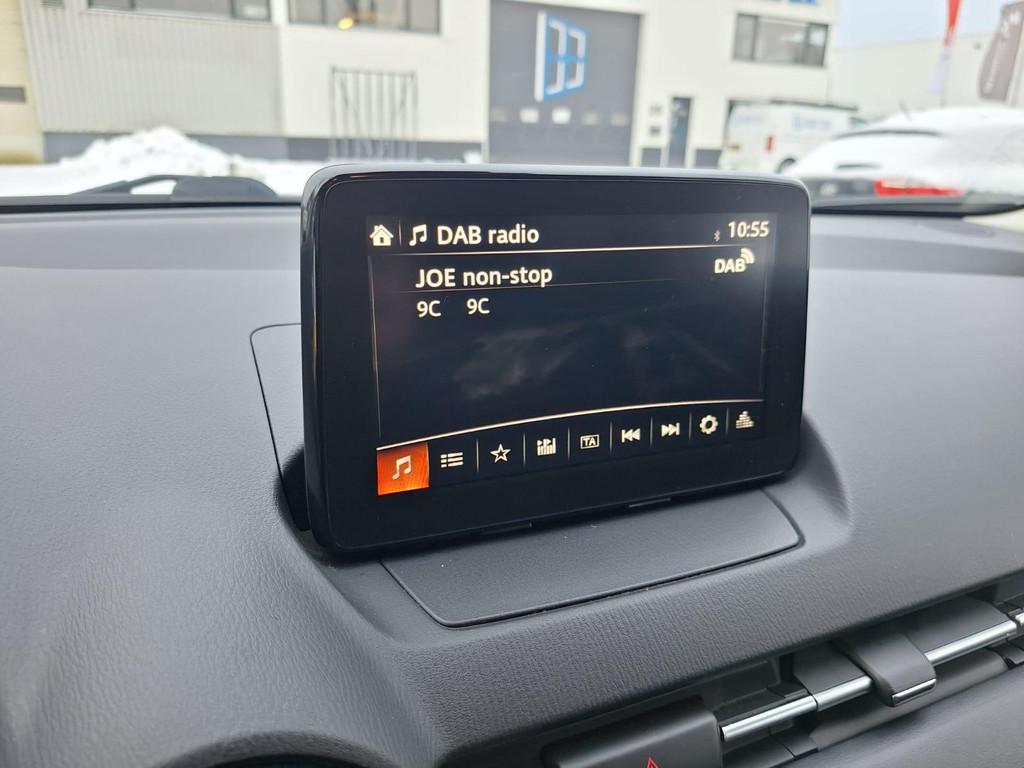 DAB radio
10:55
JOE non-stop
DAB
9C 9C
TA